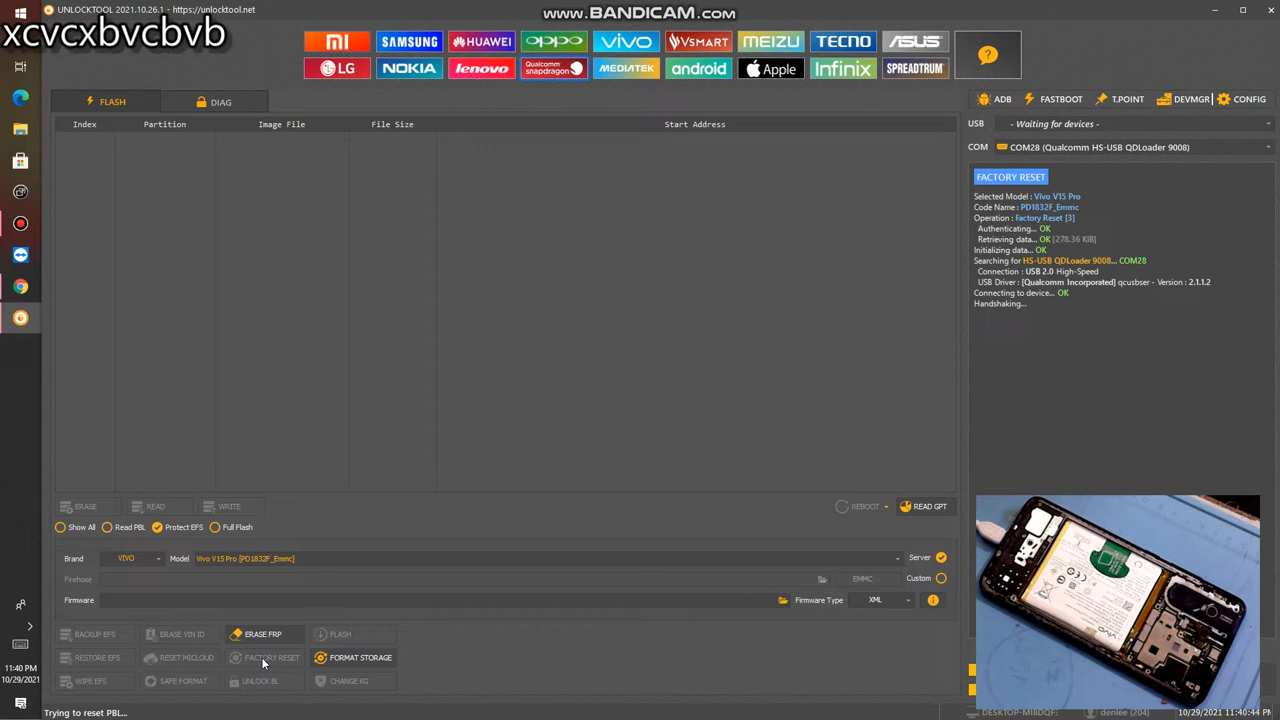 UNLOCKTOOL 2021.10.26.1 - https://unlocktool.net
www.BANDICAM.com
xcvcxbvcbvb
mi SAMSUNG HUAWEI oppo vivo VSMART MEIZU TECNO ASUS
LG NOKIA lenovo Qualcomm snapdragon MEDIATEK android Apple Infinix SPREADTRUM
?
FLASH DIAG
ADB FASTBOOT T.POINT DEVMGR CONFIG
Index Partition Image File File Size Start Address
USB - Waiting for devices -
COM COM28 (Qualcomm HS-USB QDLoader 9008)
FACTORY RESET
Selected Model : Vivo V15 Pro
Code Name : PD1832F_Emmc
Operation : Factory Reset [3]
Authenticating... OK
Retrieving data... OK [278.36 KiB]
Initializing data... OK
Searching for HS-USB QDLoader 9008... COM28
Connection : USB 2.0 High-Speed
USB Driver : [Qualcomm Incorporated] qcusbser - Version : 2.1.1.2
Connecting to device... OK
Handshaking...
ERASE READ WRITE REBOOT READ GPT
Show All Read PBL Protect EFS Full Flash
Brand VIVO Model Vivo V15 Pro [PD1832F_Emmc] Server
Firehose EMMC Custom
Firmware Firmware Type XML
BACKUP EFS ERASE VIN ID ERASE FRP FLASH
RESTORE EFS RESET MICLOUD FACTORY RESET FORMAT STORAGE
WIPE EFS SAFE FORMAT UNLOCK BL CHANGE KG
vivo
11:40 PM
10/29/2021
Trying to reset PBL...
DESKTOP-MI8DQF denlee (204) 10/29/2021 11:40:44 PM